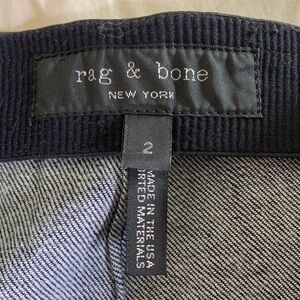 rag & bone
NEW YORK
2
MADE IN THE USA
RTED MATERIALS